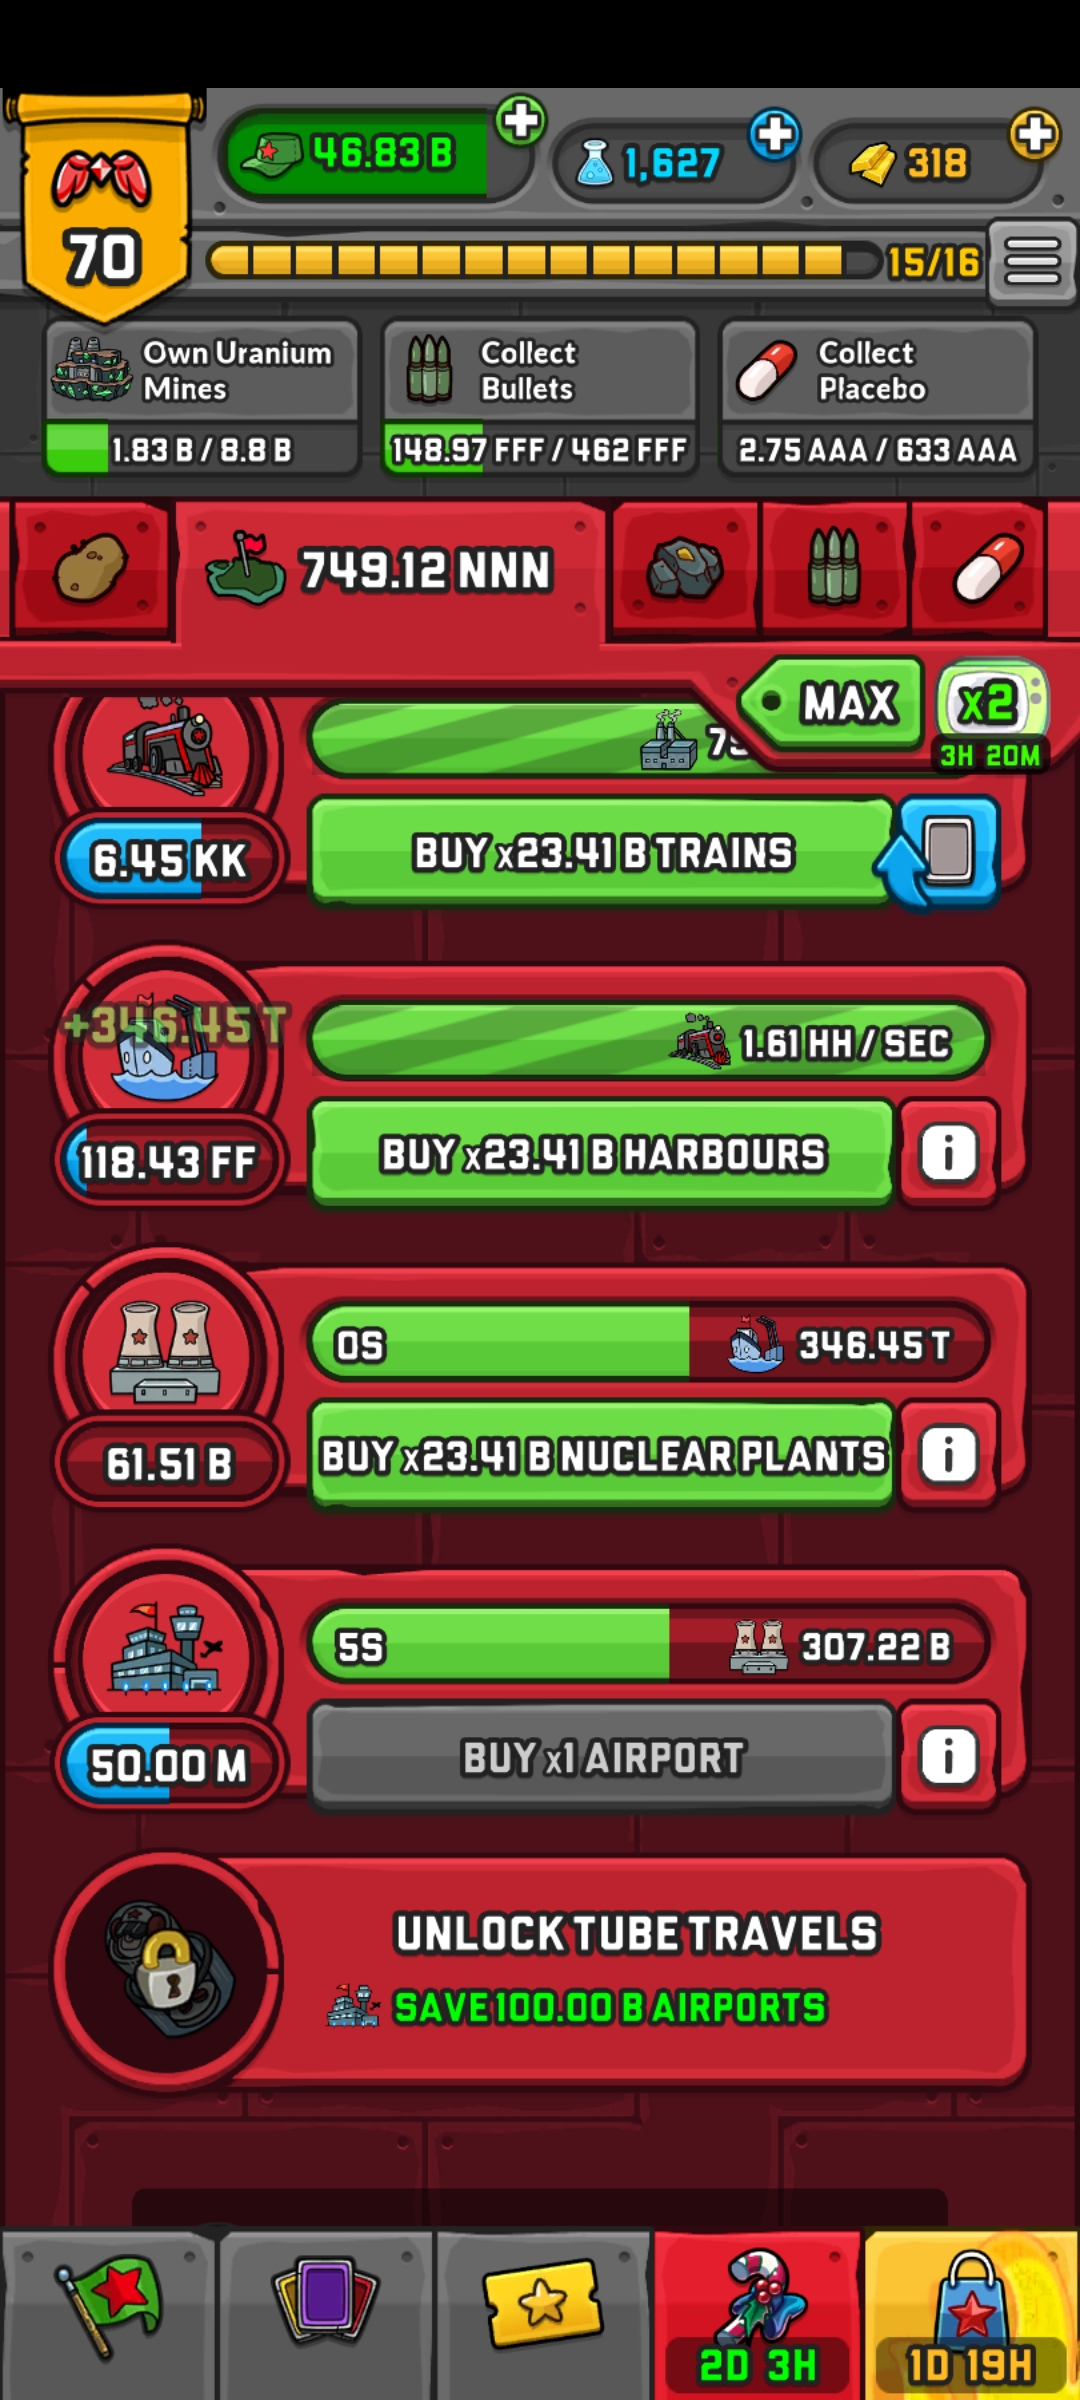 46.83 B
1,627
318
70
15/16
Own Uranium
Mines
1.83 B / 8.8 B
Collect
Bullets
148.97 FFF / 462 FFF
Collect
Placebo
2.75 AAA / 633 AAA
749.12 NNN
MAX
x2
3H 20M
6.45 KK
BUY x23.41 B TRAINS
+346.45 T
1.61 HH / SEC
118.43 FF
BUY x23.41 B HARBOURS
i
0S
346.45 T
61.51 B
BUY x23.41 B NUCLEAR PLANTS
i
5S
307.22 B
50.00 M
BUY x1 AIRPORT
i
UNLOCK TUBE TRAVELS
SAVE 100.00 B AIRPORTS
2D 3H
1D 19H